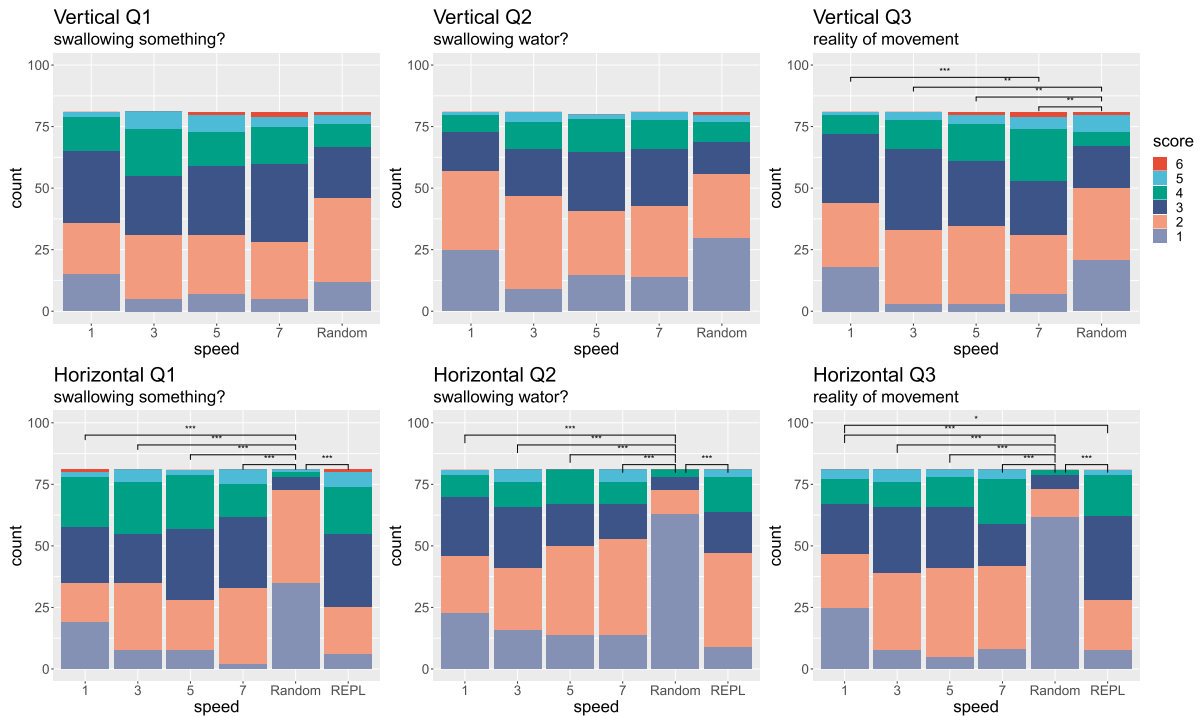 Vertical Q1
swallowing something?
100
75
50
25
0
count
1 3 5 7 Random
speed
Vertical Q2
swallowing wator?
100
75
50
25
0
count
1 3 5 7 Random
speed
Vertical Q3
reality of movement
***
**
**
**
100
75
50
25
0
count
1 3 5 7 Random
speed
score
6
5
4
3
2
1
Horizontal Q1
swallowing something?
***
***
***
***
***
100
75
50
25
0
count
1 3 5 7 Random REPL
speed
Horizontal Q2
swallowing water?
***
***
***
***
***
100
75
50
25
0
count
1 3 5 7 Random REPL
speed
Horizontal Q3
reality of movement
*
***
***
***
***
***
100
75
50
25
0
count
1 3 5 7 Random REPL
speed